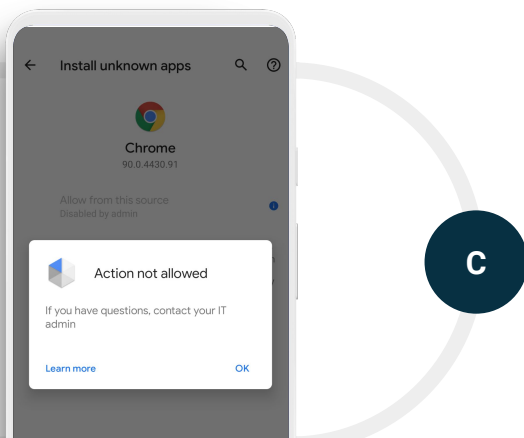 Install unknown apps
Chrome
90.0.4430.91
Allow from this source
Disabled by admin
Action not allowed
If you have questions, contact your IT
admin
Learn more OK
C